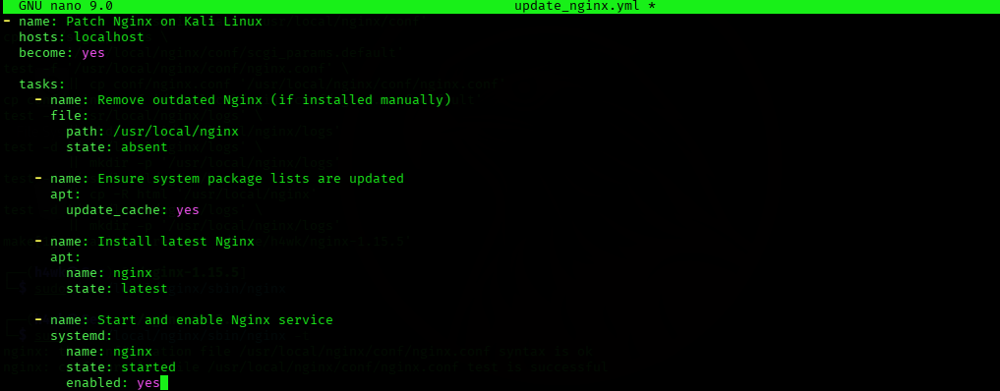 GNU nano 9.0 update_nginx.yml *
- name: Patch Nginx on Kali Linux
  hosts: localhost
  become: yes

  tasks:
    - name: Remove outdated Nginx (if installed manually)
      file:
        path: /usr/local/nginx
        state: absent

    - name: Ensure system package lists are updated
      apt:
        update_cache: yes

    - name: Install latest Nginx
      apt:
        name: nginx
        state: latest

    - name: Start and enable Nginx service
      systemd:
        name: nginx
        state: started
        enabled: yes